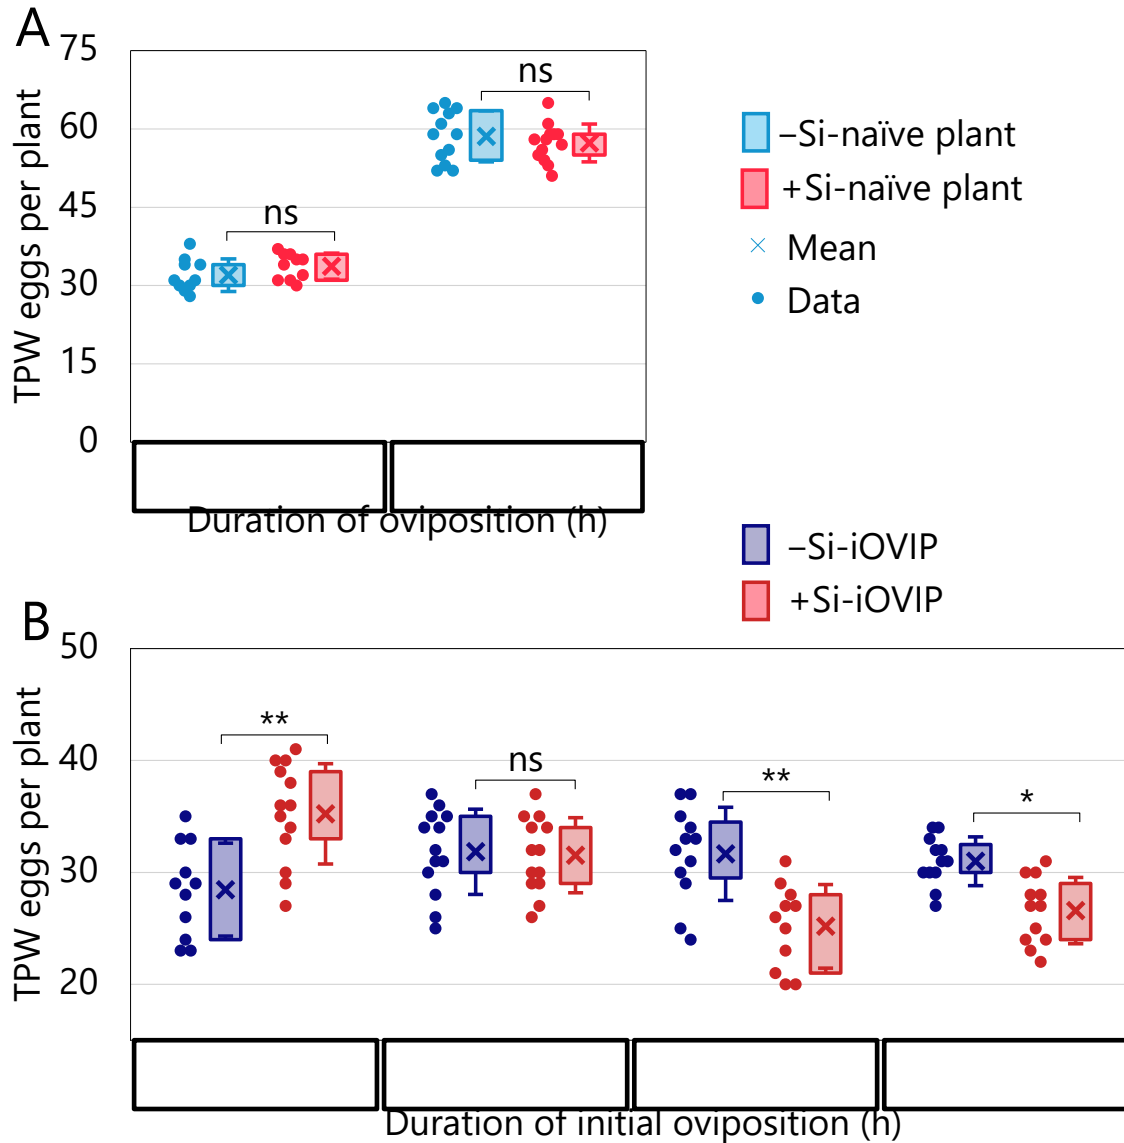 A
75
60
45
30
15
0
TPW eggs per plant
ns
ns
Duration of oviposition (h)
–Si-naïve plant
+Si-naïve plant
Mean
Data
–Si-iOVIP
+Si-iOVIP
B
50
40
30
20
TPW eggs per plant
**
ns
**
*
Duration of initial oviposition (h)